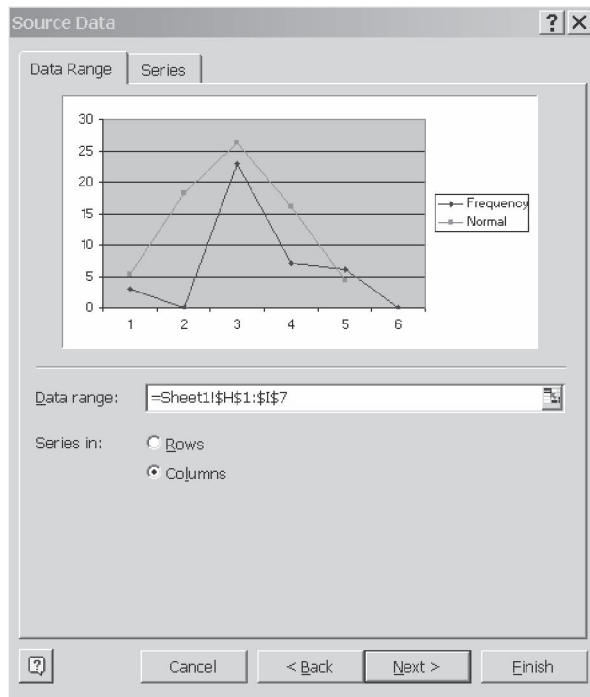 Source Data
Data Range
Series
30
25
20
15
10
5
0
1 2 3 4 5 6
Frequency
Normal
Data range: =Sheet1!$H$1:$I$7
Series in: Rows
Columns
Cancel < Back Next > Finish